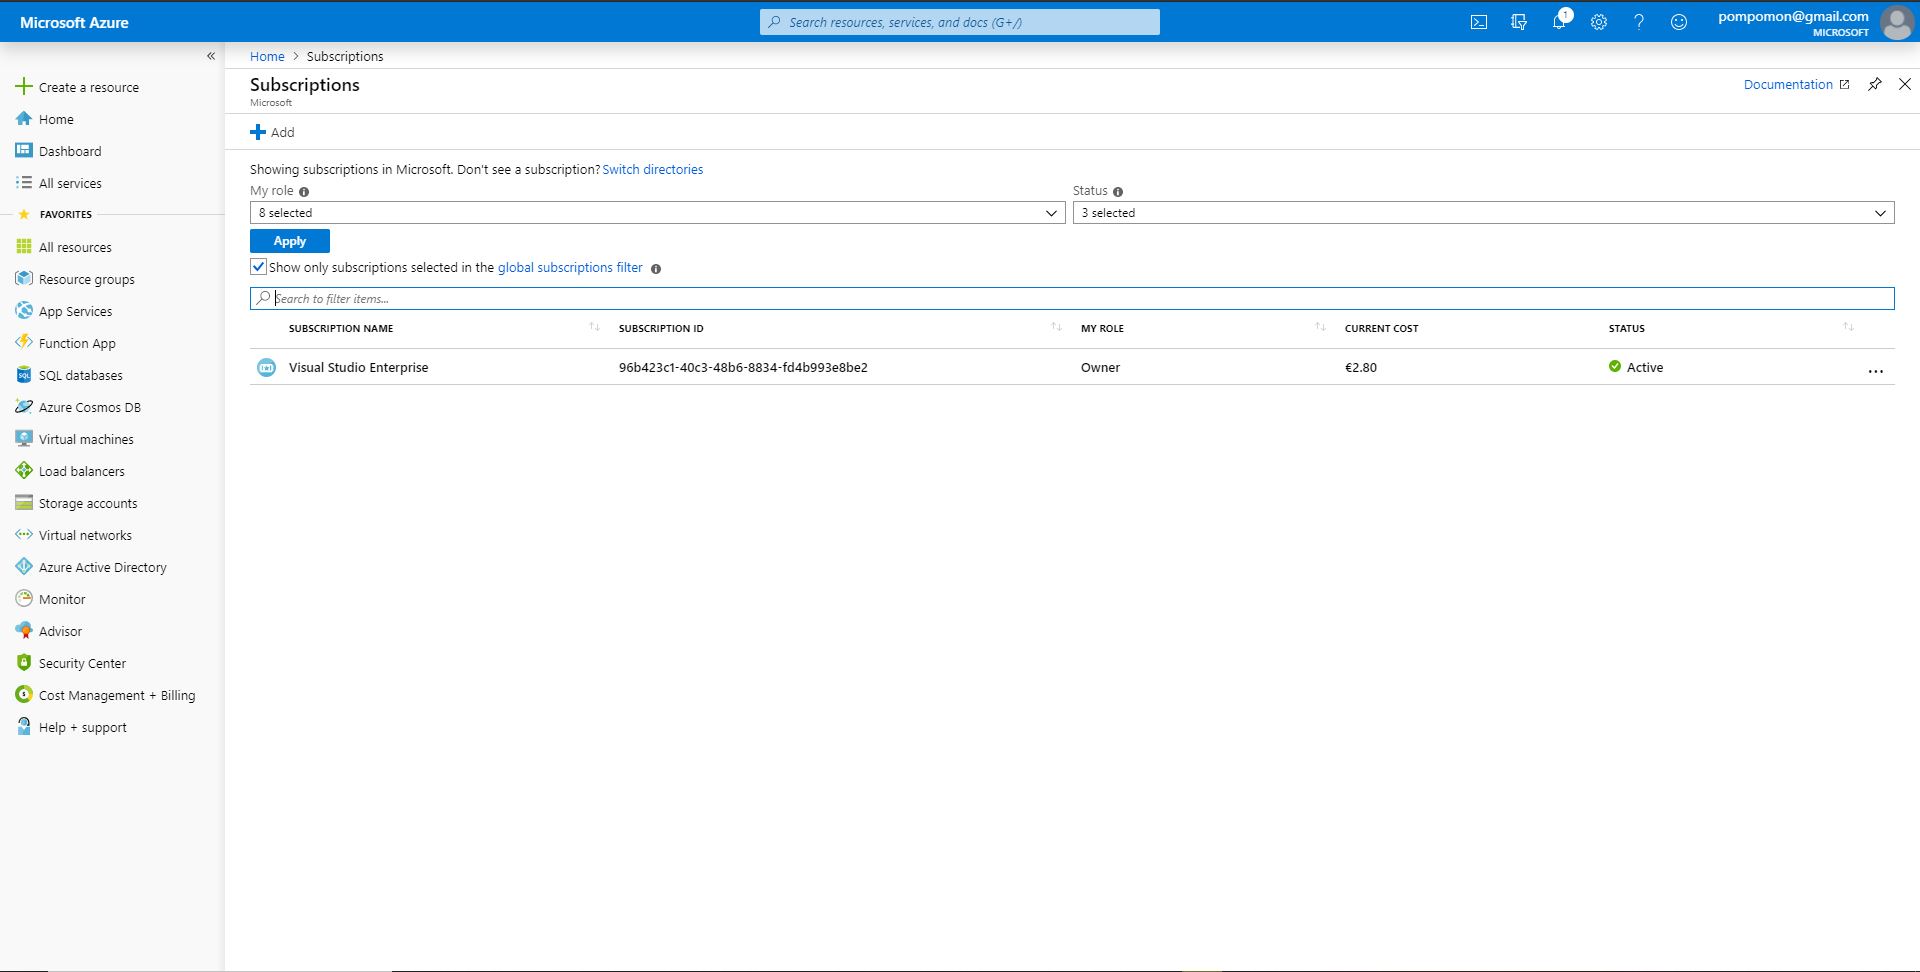 Microsoft Azure
Search resources, services, and docs (G+/)
1
pompomon@gmail.com
MICROSOFT
«
Create a resource
Home
Dashboard
All services
FAVORITES
All resources
Resource groups
App Services
Function App
SQL databases
Azure Cosmos DB
Virtual machines
Load balancers
Storage accounts
Virtual networks
Azure Active Directory
Monitor
Advisor
Security Center
Cost Management + Billing
Help + support
Home > Subscriptions
Subscriptions
Microsoft
Documentation
Add
Showing subscriptions in Microsoft. Don't see a subscription? Switch directories
My role
Status
8 selected
3 selected
Apply
Show only subscriptions selected in the global subscriptions filter
Search to filter items...
SUBSCRIPTION NAME SUBSCRIPTION ID MY ROLE CURRENT COST STATUS
Visual Studio Enterprise 96b423c1-40c3-48b6-8834-fd4b993e8be2 Owner €2.80 Active ...